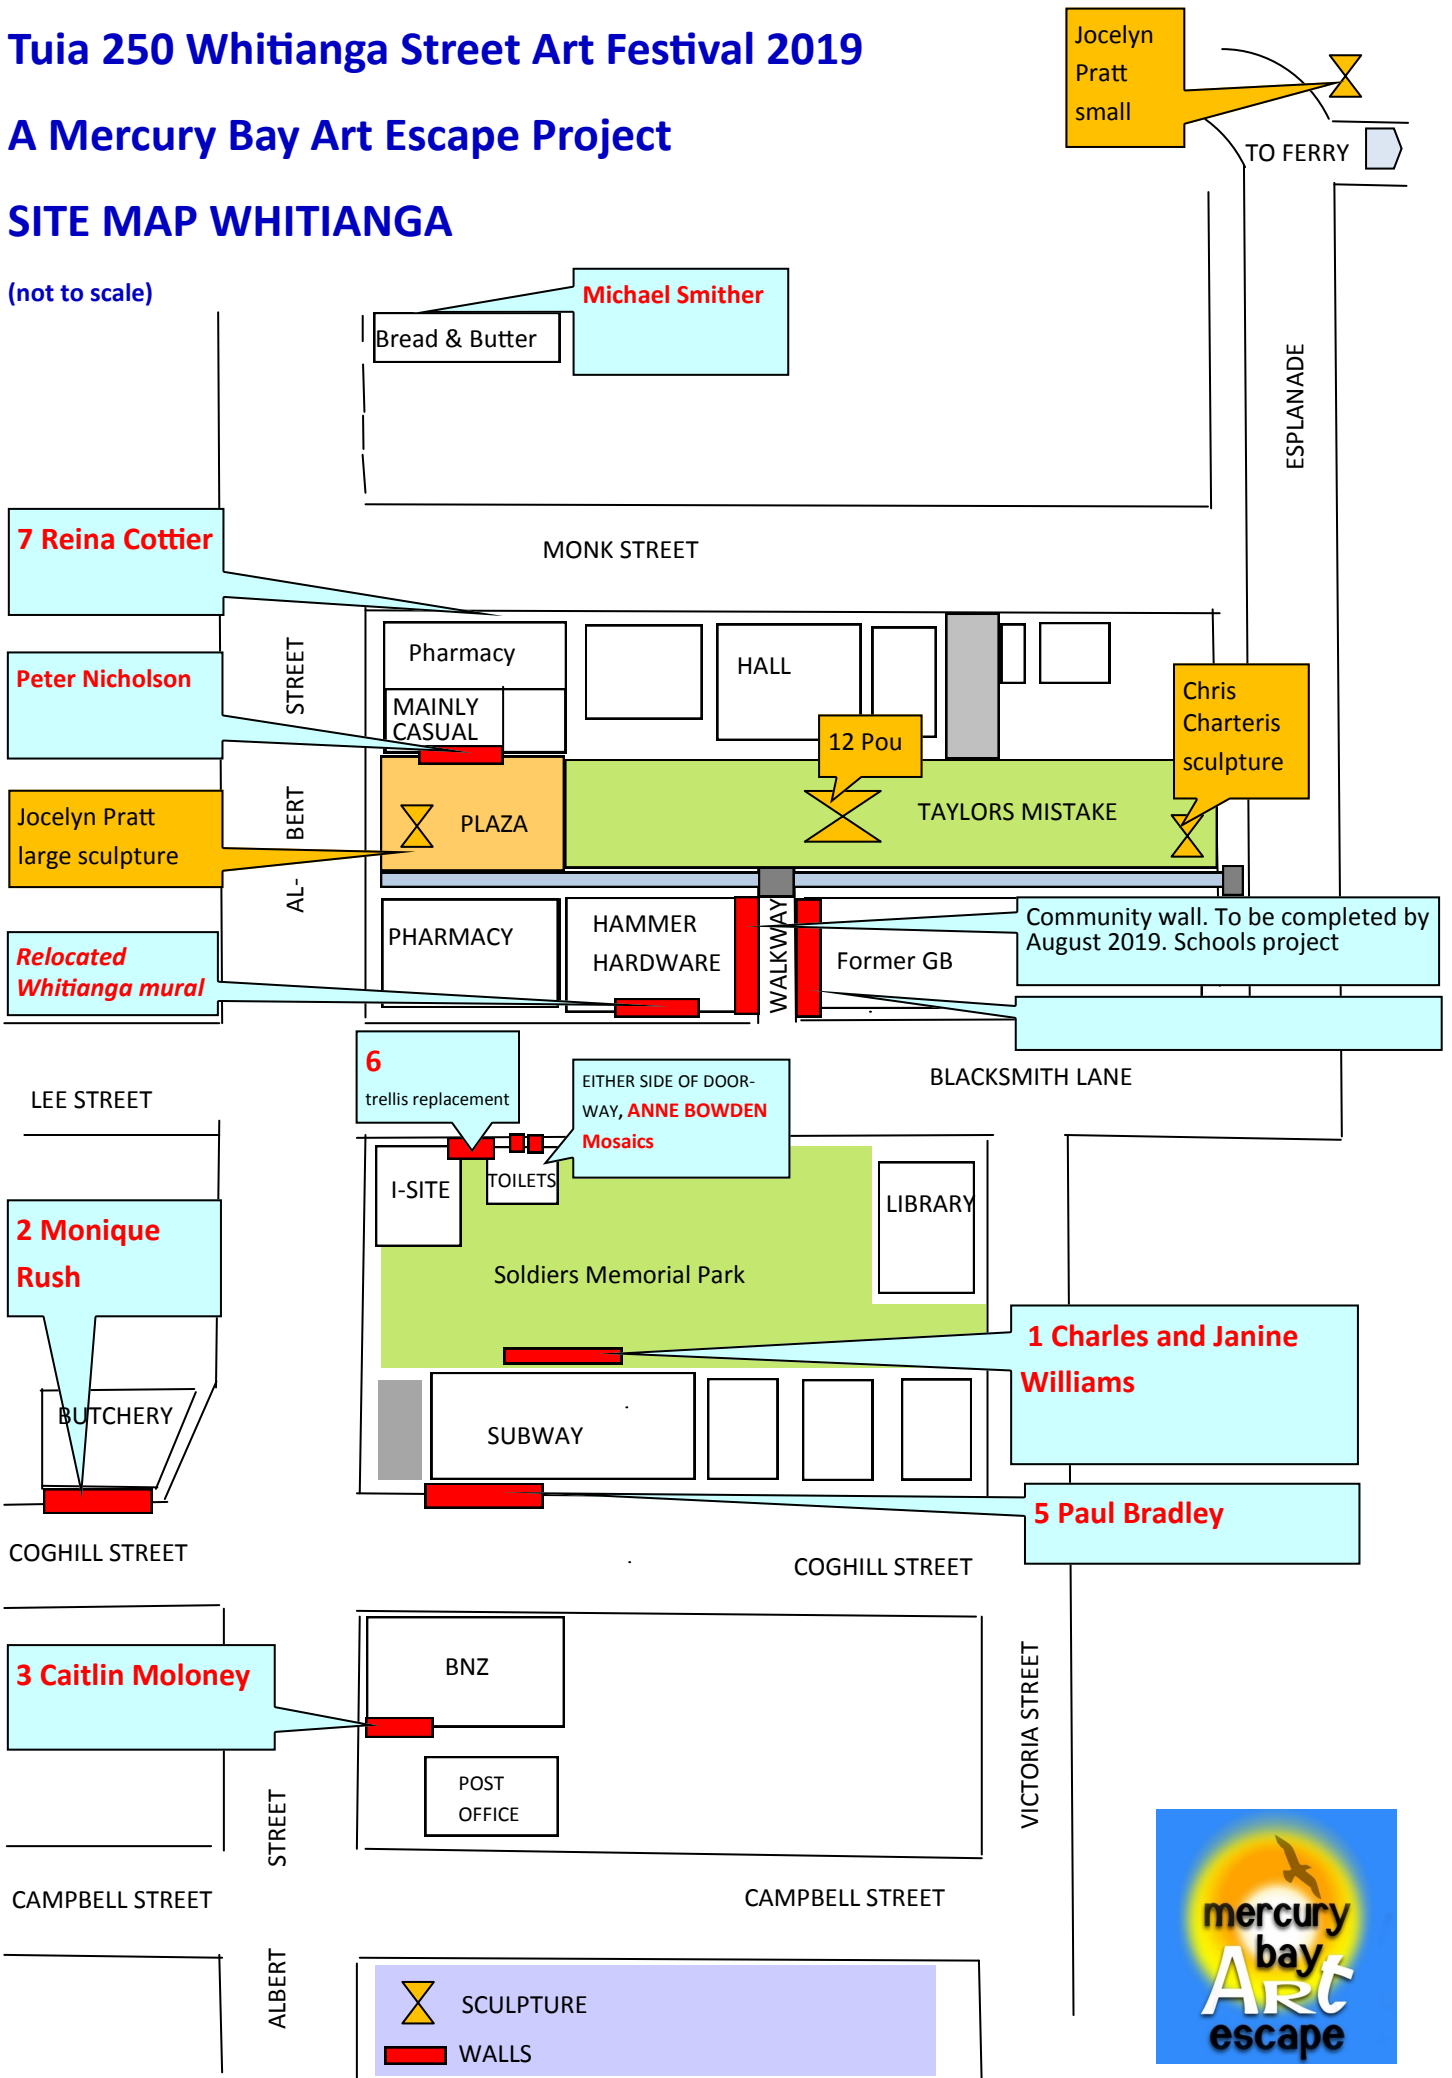 Tuia 250 Whitianga Street Art Festival 2019
A Mercury Bay Art Escape Project
SITE MAP WHITIANGA
(not to scale)
Jocelyn
Pratt
small
TO FERRY
Michael Smither
Bread & Butter
ESPLANADE
7 Reina Cottier
MONK STREET
Pharmacy
HALL
STREET
Peter Nicholson
MAINLY
CASUAL
12 Pou
Chris
Charteris
sculpture
Jocelyn Pratt
large sculpture
BERT
PLAZA
TAYLORS MISTAKE
AL-
PHARMACY
HAMMER
HARDWARE
WALKWAY
Former GB
Community wall. To be completed by
August 2019. Schools project
Relocated
Whitianga mural
6
trellis replacement
EITHER SIDE OF DOOR-
WAY, ANNE BOWDEN
Mosaics
BLACKSMITH LANE
LEE STREET
I-SITE
TOILETS
LIBRARY
2 Monique
Rush
Soldiers Memorial Park
1 Charles and Janine
Williams
BUTCHERY
SUBWAY
5 Paul Bradley
COGHILL STREET
COGHILL STREET
3 Caitlin Moloney
BNZ
VICTORIA STREET
POST
OFFICE
STREET
CAMPBELL STREET
CAMPBELL STREET
ALBERT
SCULPTURE
WALLS
mercury
bay
ART
escape